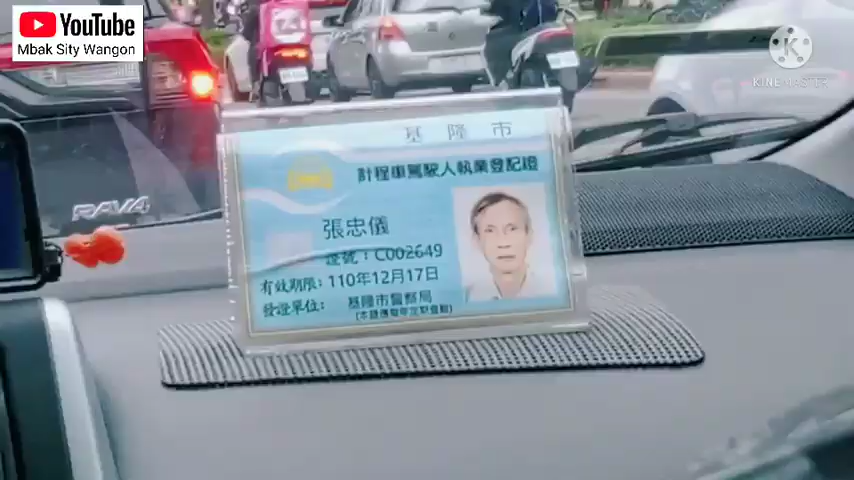 YouTube
Mbak Sity Wangon
KINEMASTER
RAV4
基隆市
計程車駕駛人執業登記證
張忠儀
證號：C002649
有效期限：110年12月17日
發證單位：基隆市警察局